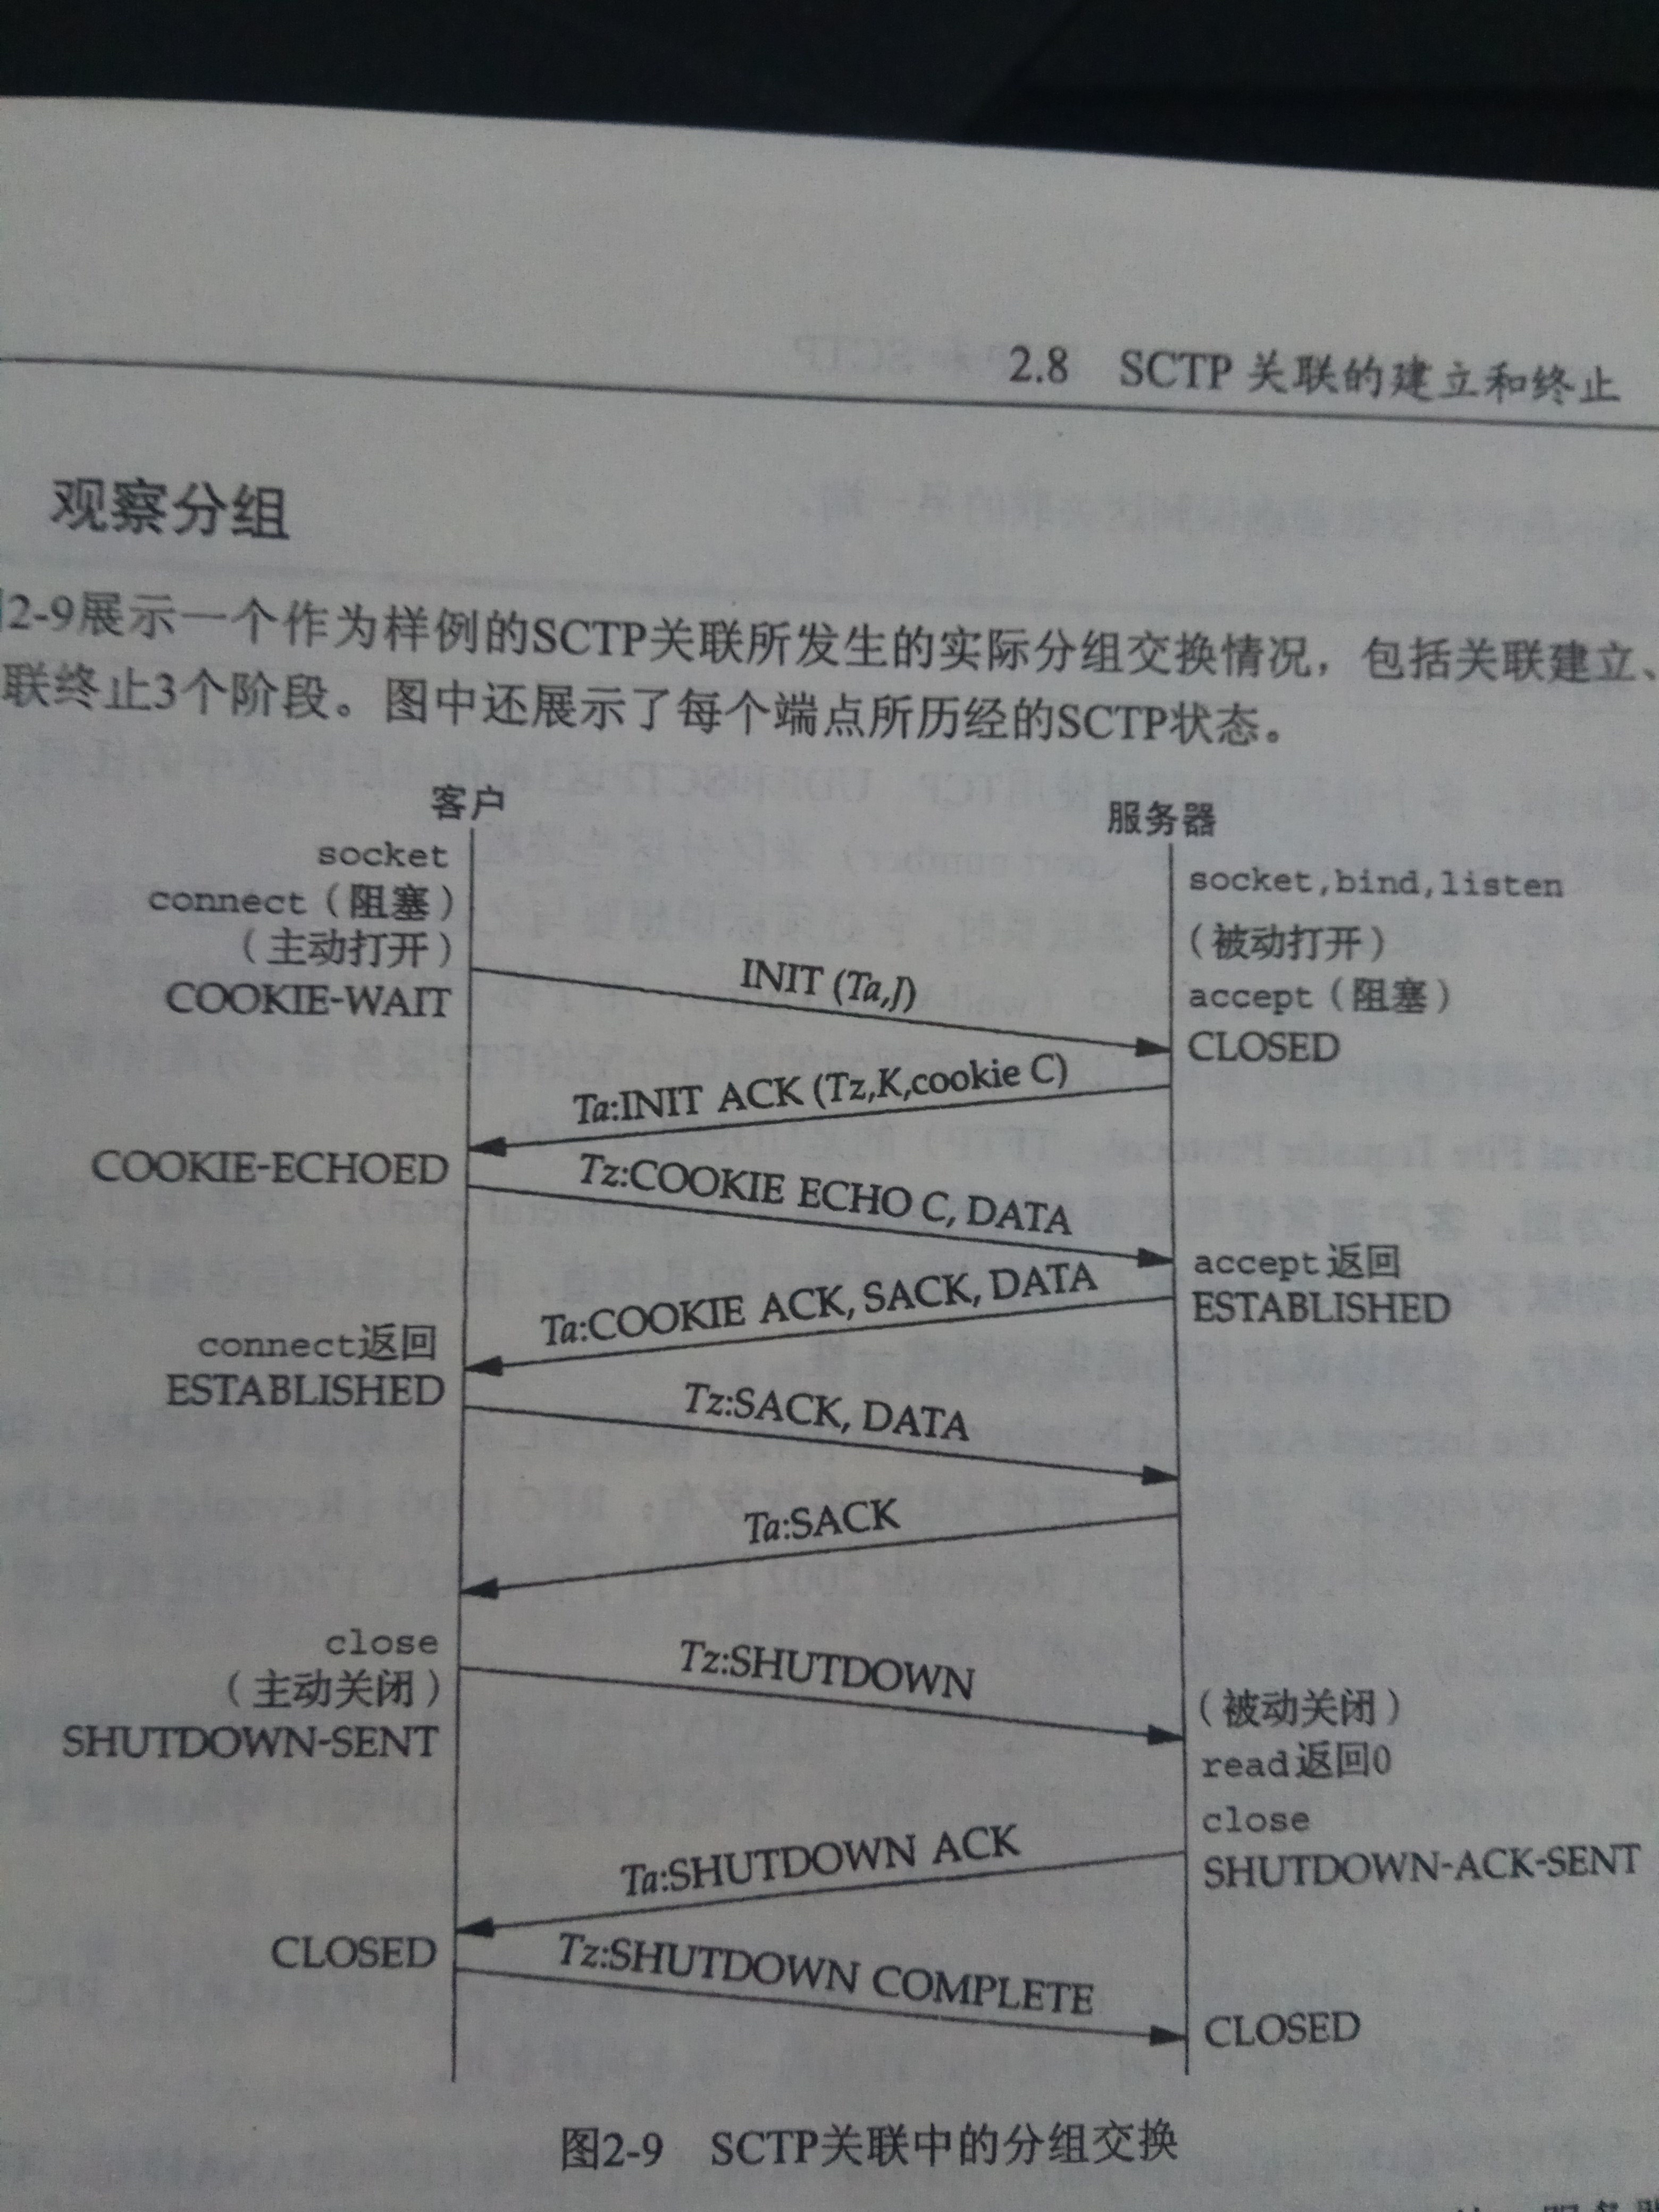 2.8 SCTP 关联的建立和终止
观察分组
2-9展示一个作为样例的SCTP关联所发生的实际分组交换情况，包括关联建立、
联终止3个阶段。图中还展示了每个端点所历经的SCTP状态。
客户
服务器
socket
socket,bind,listen
connect（阻塞）
（主动打开）
（被动打开）
INIT (Ta,J)
COOKIE-WAIT
accept（阻塞）
CLOSED
Ta:INIT ACK (Tz,K,cookie C)
COOKIE-ECHOED
Tz:COOKIE ECHO C, DATA
accept返回
Ta:COOKIE ACK, SACK, DATA
ESTABLISHED
connect返回
ESTABLISHED
Tz:SACK, DATA
Ta:SACK
close
Tz:SHUTDOWN
（主动关闭）
（被动关闭）
SHUTDOWN-SENT
read返回0
close
Ta:SHUTDOWN ACK
SHUTDOWN-ACK-SENT
CLOSED
Tz:SHUTDOWN COMPLETE
CLOSED
图2-9 SCTP关联中的分组交换